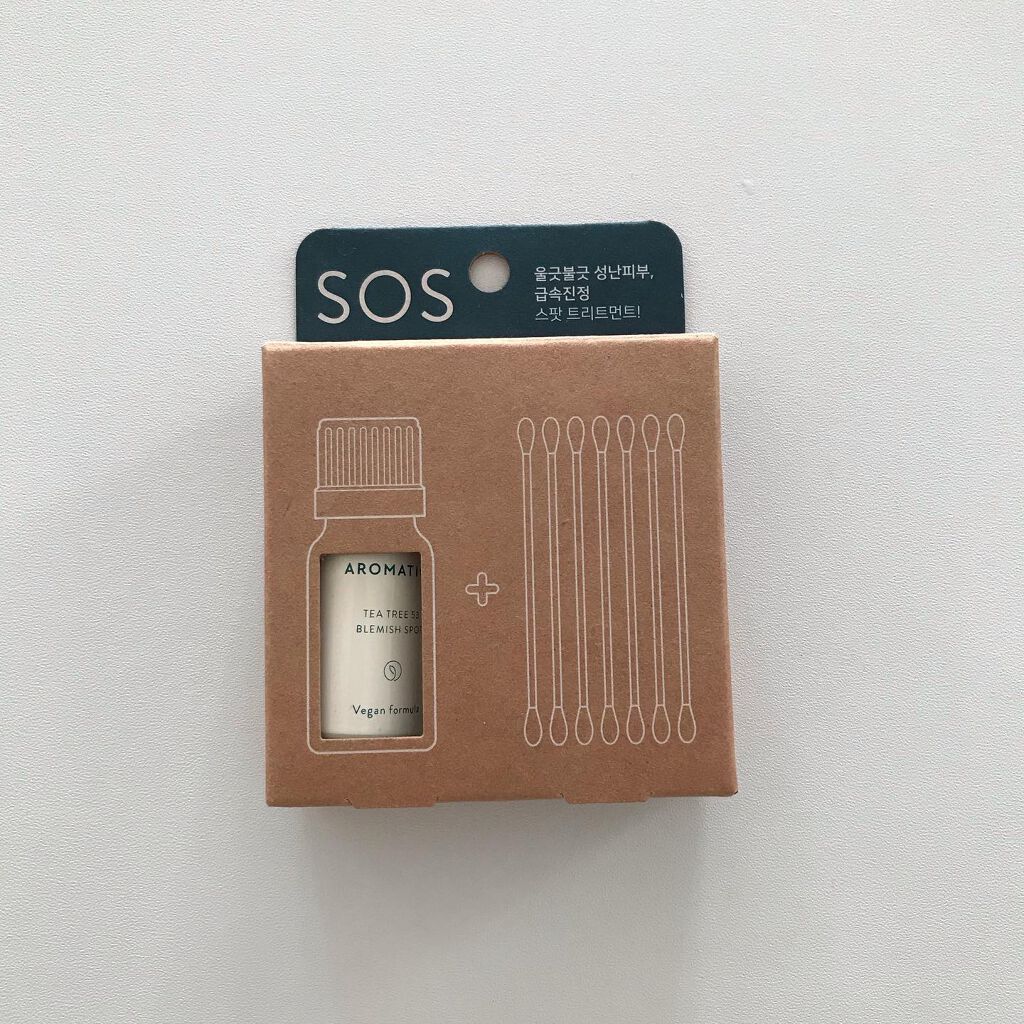 SOS
울긋불긋 성난피부,
급속진정
스팟 트리트먼트!
AROMATI
TEA TREE 53
BLEMISH SPOT
Vegan formula